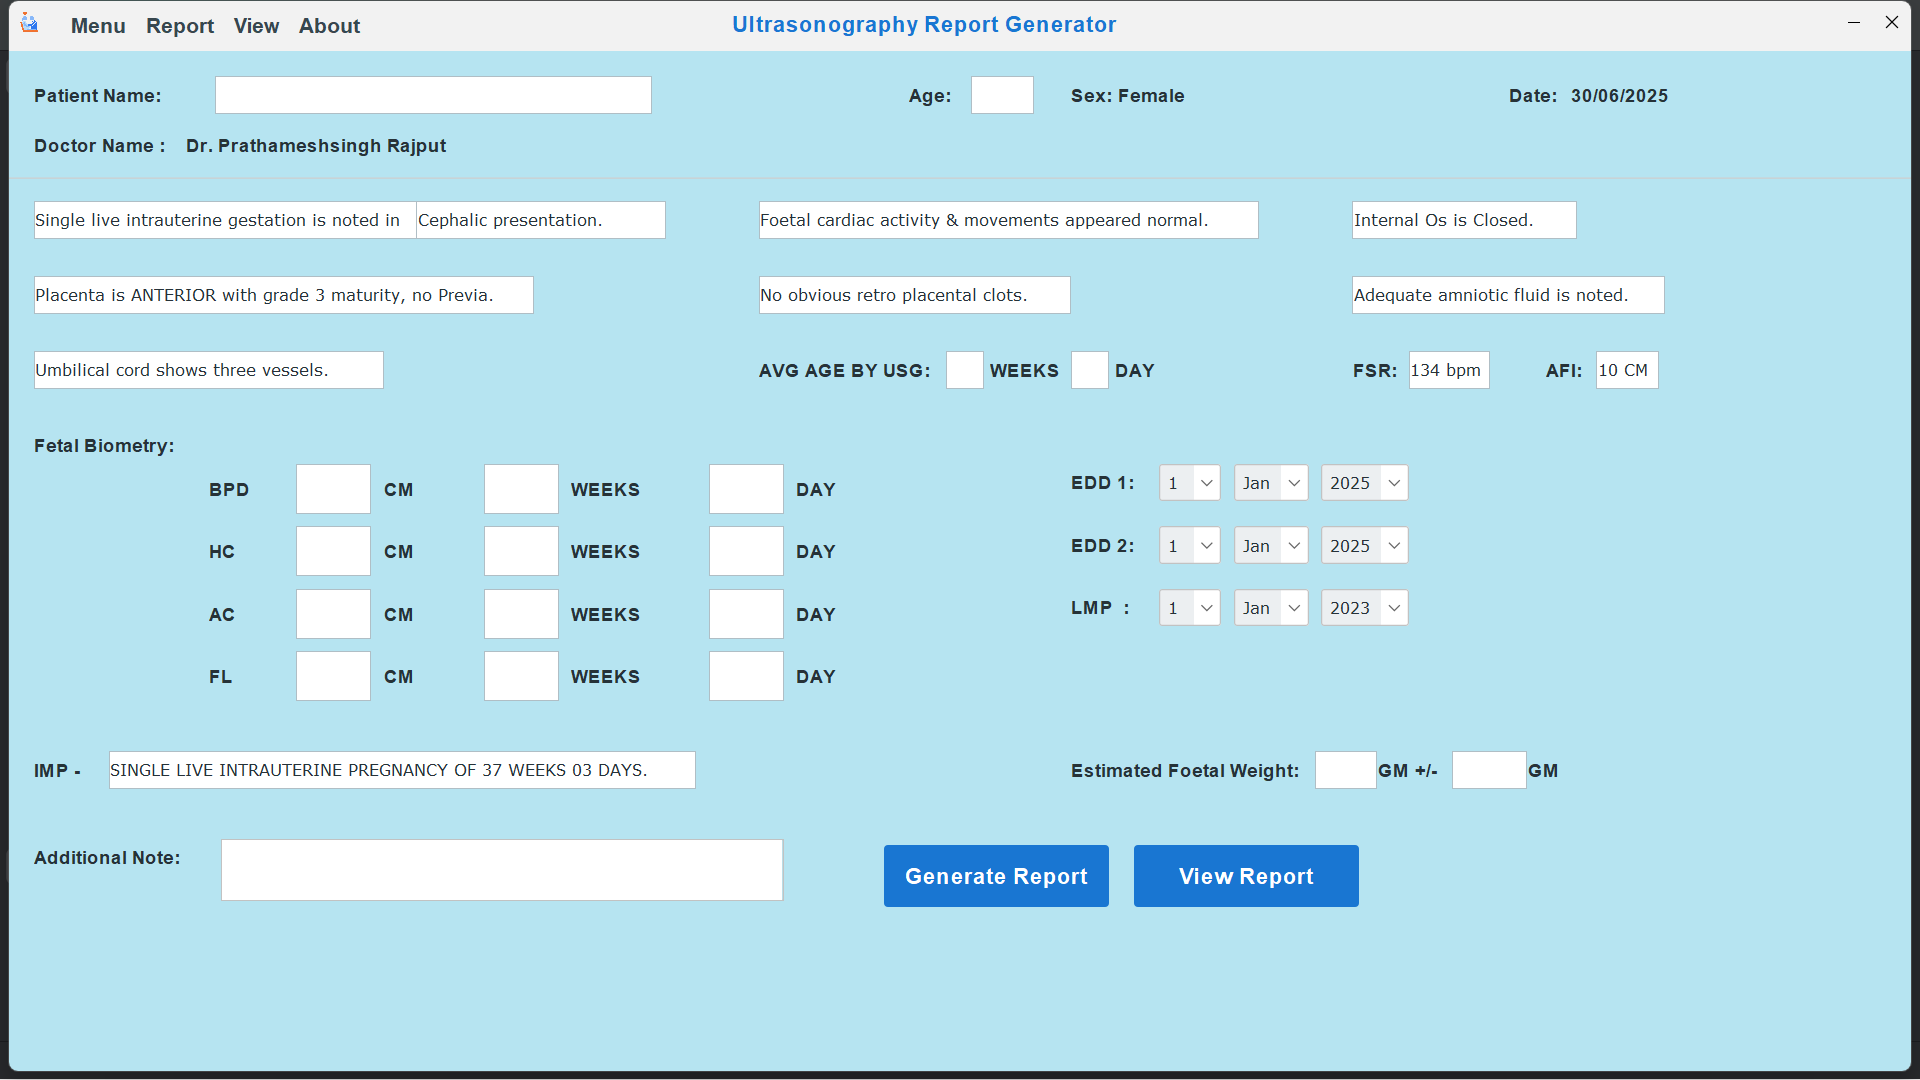 Menu Report View About
Ultrasonography Report Generator
Patient Name:
Age:
Sex: Female
Date: 30/06/2025
Doctor Name : Dr. Prathameshsingh Rajput
Single live intrauterine gestation is noted in
Cephalic presentation.
Foetal cardiac activity & movements appeared normal.
Internal Os is Closed.
Placenta is ANTERIOR with grade 3 maturity, no Previa.
No obvious retro placental clots.
Adequate amniotic fluid is noted.
Umbilical cord shows three vessels.
AVG AGE BY USG: WEEKS DAY
FSR: 134 bpm
AFI: 10 CM
Fetal Biometry:
BPD CM WEEKS DAY
HC CM WEEKS DAY
AC CM WEEKS DAY
FL CM WEEKS DAY
EDD 1: 1 Jan 2025
EDD 2: 1 Jan 2025
LMP : 1 Jan 2023
IMP - SINGLE LIVE INTRAUTERINE PREGNANCY OF 37 WEEKS 03 DAYS.
Estimated Foetal Weight: GM +/- GM
Additional Note:
Generate Report
View Report